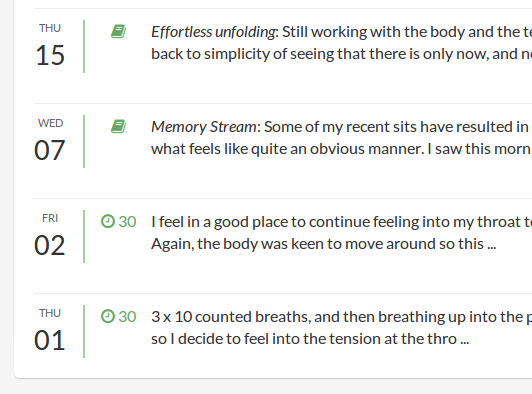 THU
15
Effortless unfolding: Still working with the body and the
back to simplicity of seeing that there is only now, and
WED
07
Memory Stream: Some of my recent sits have resulted in
what feels like quite an obvious manner. I saw this morn
FRI
02
30
I feel in a good place to continue feeling into my throat
Again, the body was keen to move around so this ...
THU
01
30
3 x 10 counted breaths, and then breathing up into the
so I decide to feel into the tension at the thro ...